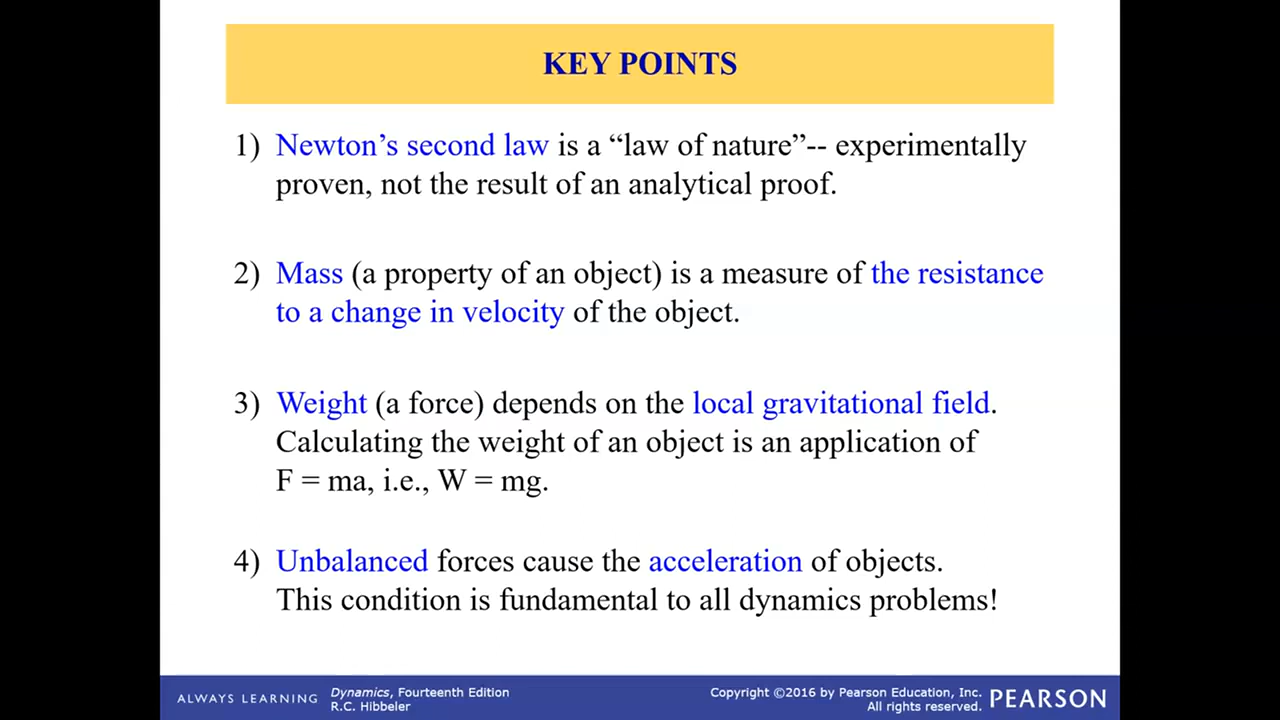 KEY POINTS
1) Newton’s second law is a “law of nature”-- experimentally
proven, not the result of an analytical proof.
2) Mass (a property of an object) is a measure of the resistance
to a change in velocity of the object.
3) Weight (a force) depends on the local gravitational field.
Calculating the weight of an object is an application of
F = ma, i.e., W = mg.
4) Unbalanced forces cause the acceleration of objects.
This condition is fundamental to all dynamics problems!
ALWAYS LEARNING
Dynamics, Fourteenth Edition
R.C. Hibbeler
Copyright ©2016 by Pearson Education, Inc.
All rights reserved.
PEARSON